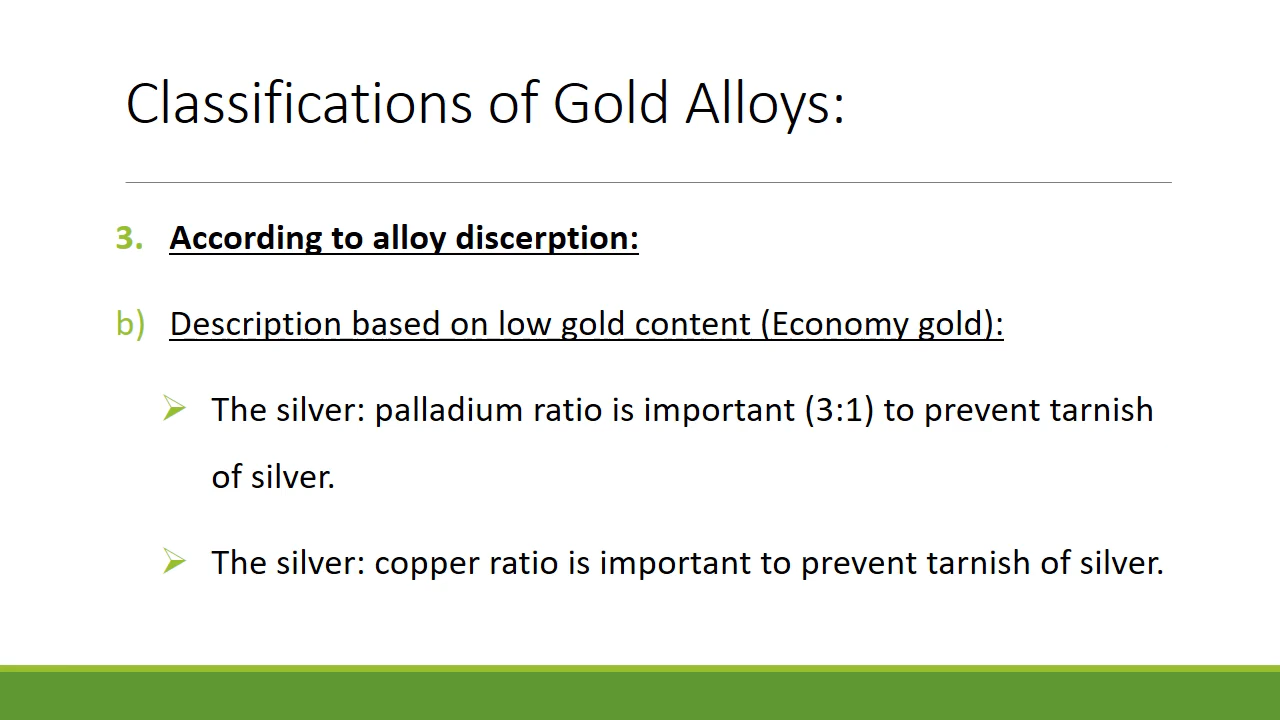 Classifications of Gold Alloys:
3. According to alloy discerption:
b) Description based on low gold content (Economy gold):
The silver: palladium ratio is important (3:1) to prevent tarnish
of silver.
The silver: copper ratio is important to prevent tarnish of silver.